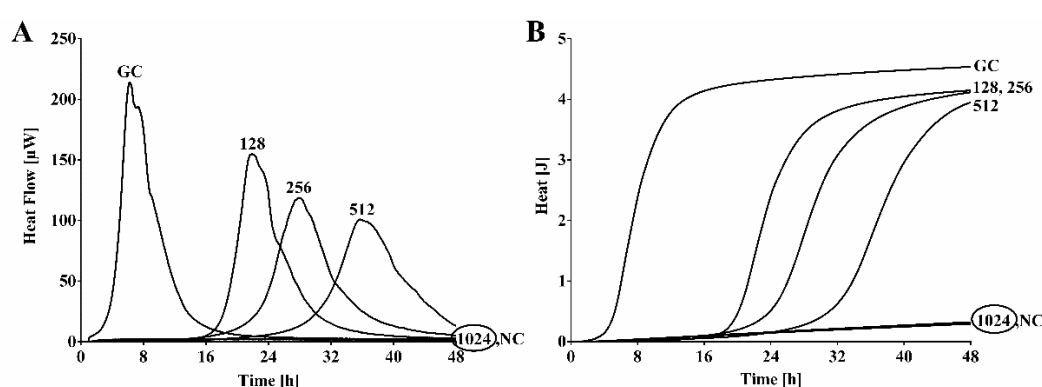 A
250
200
150
100
50
0
Heat Flow [µW]
GC
128
256
512
1024,NC
0 8 16 24 32 40 48
Time [h]
B
5
4
3
2
1
0
Heat [J]
GC
128, 256
512
1024,NC
0 8 16 24 32 40 48
Time [h]